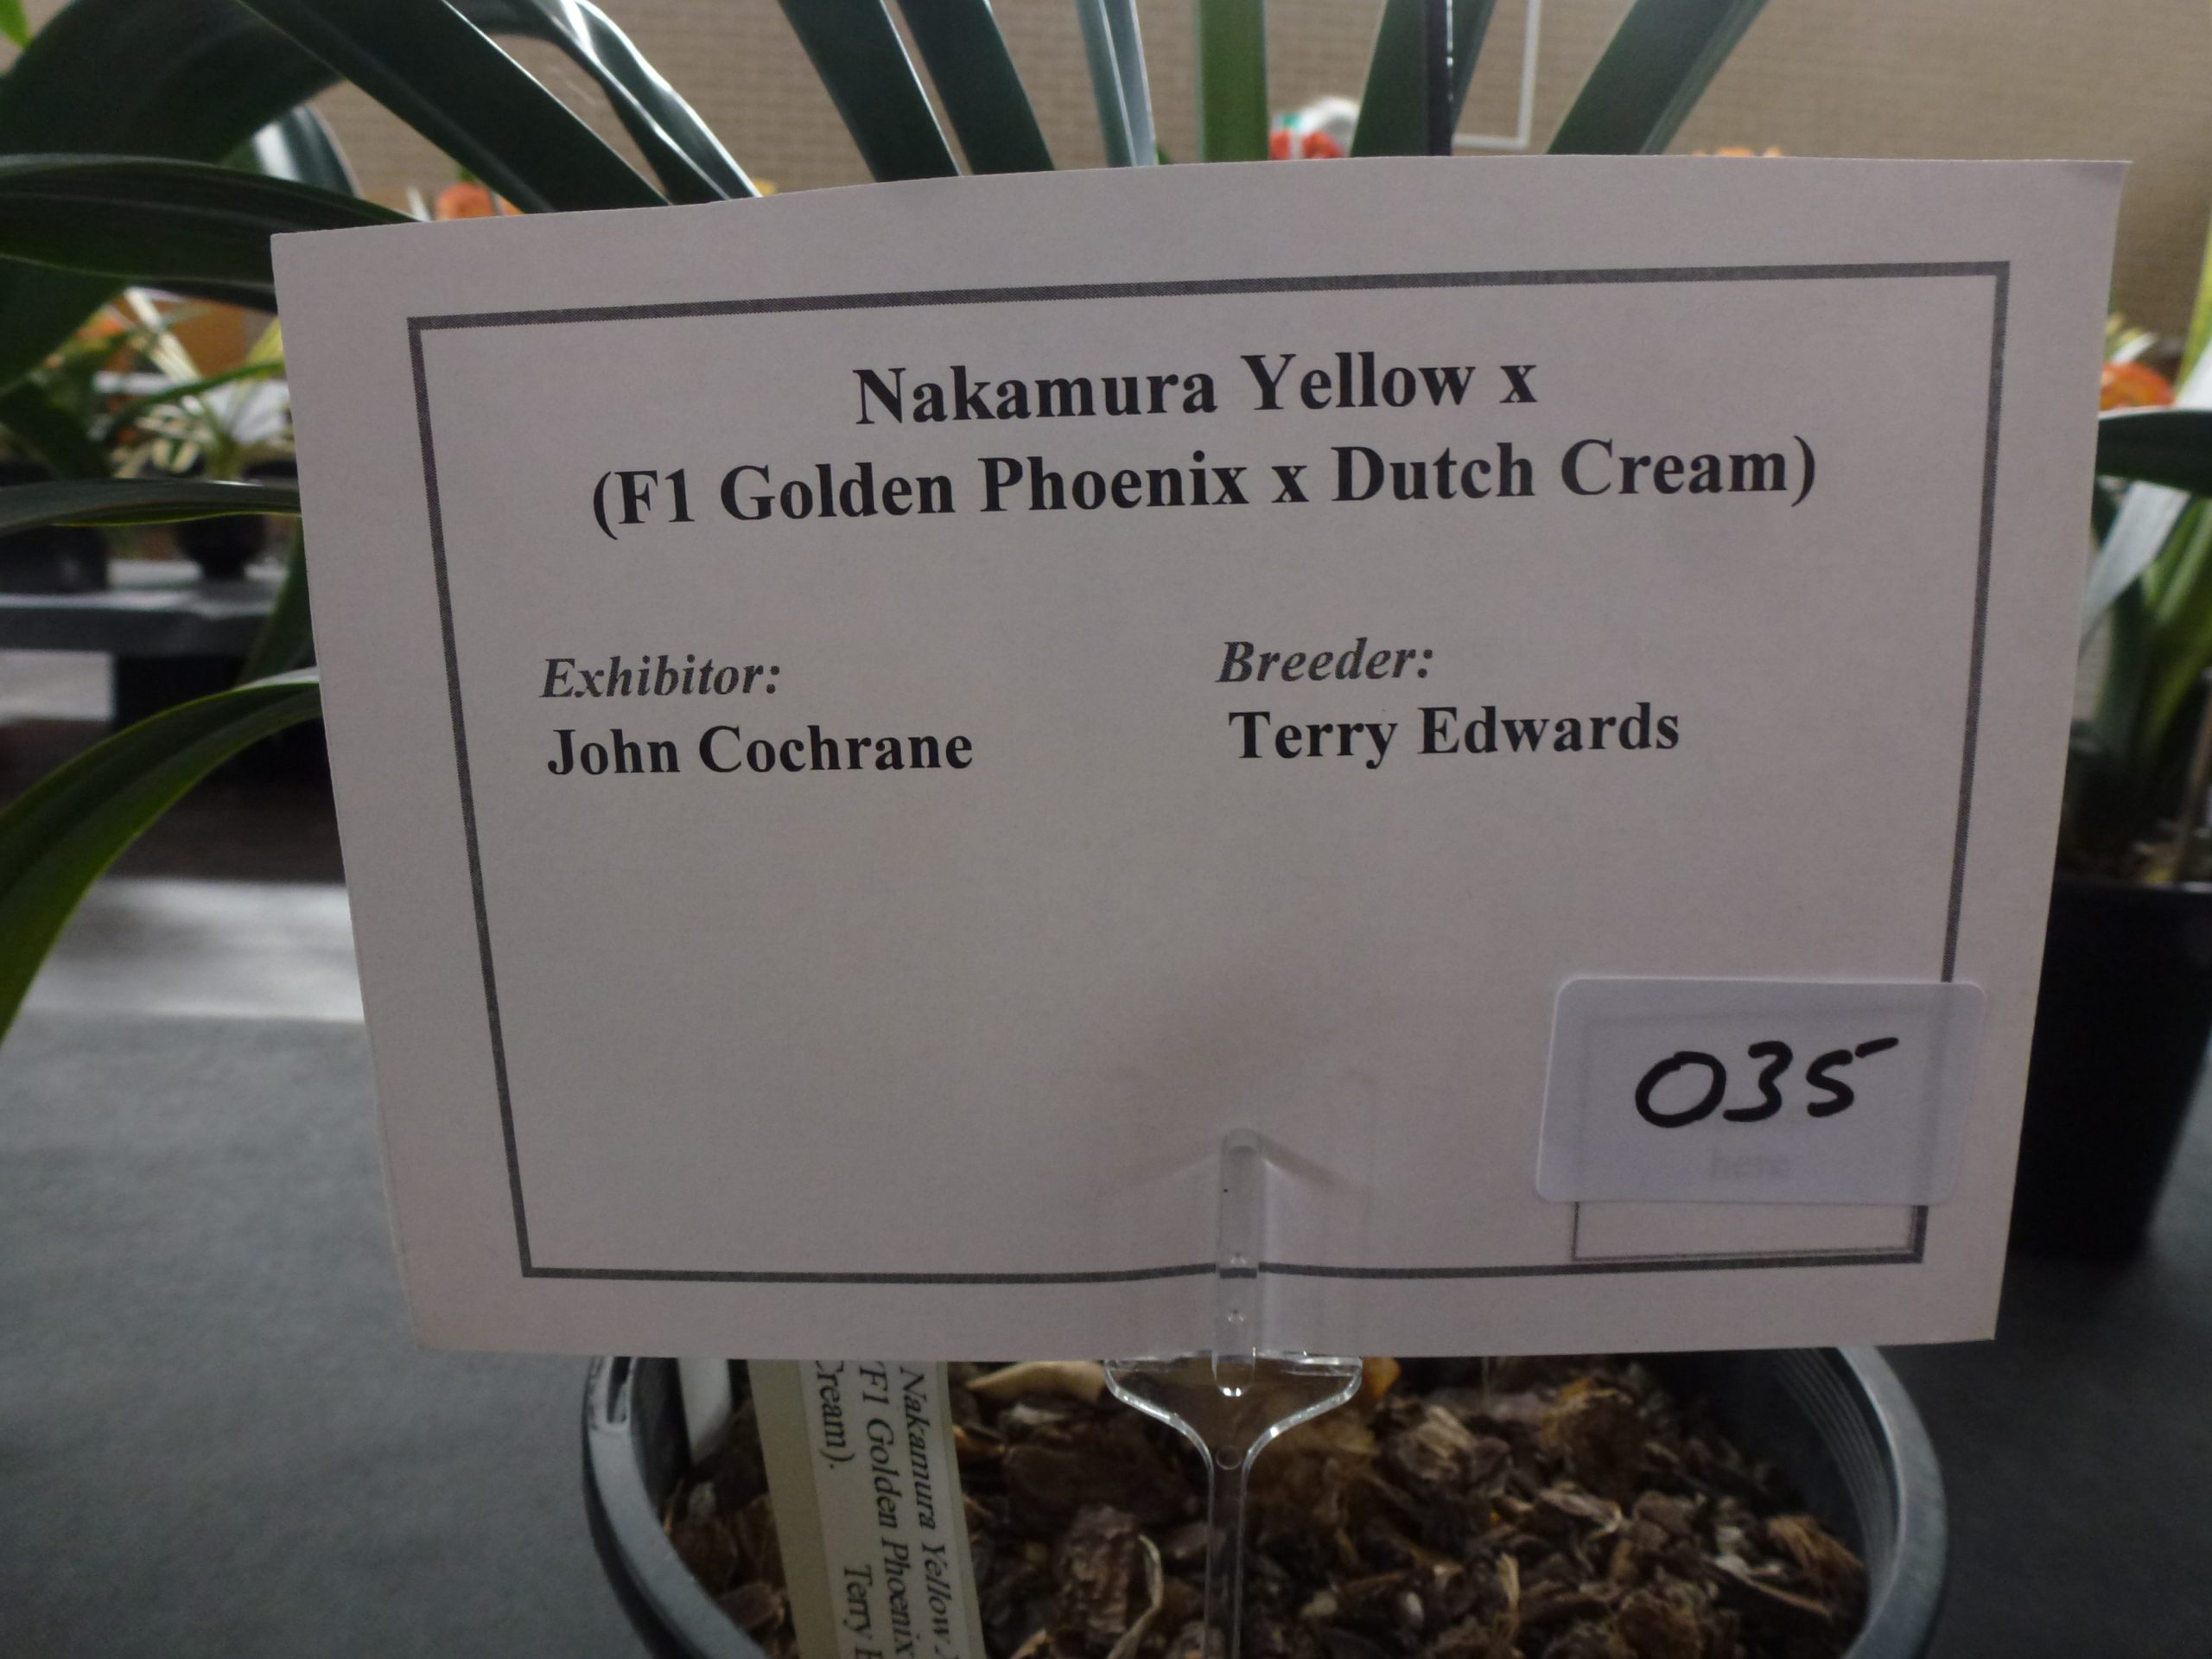 Nakamura Yellow x
(F1 Golden Phoenix x Dutch Cream)
Exhibitor:
John Cochrane
Breeder:
Terry Edwards
035
here
Nakamura Yellow
F1 Golden Phoenix
Cream).
Terry